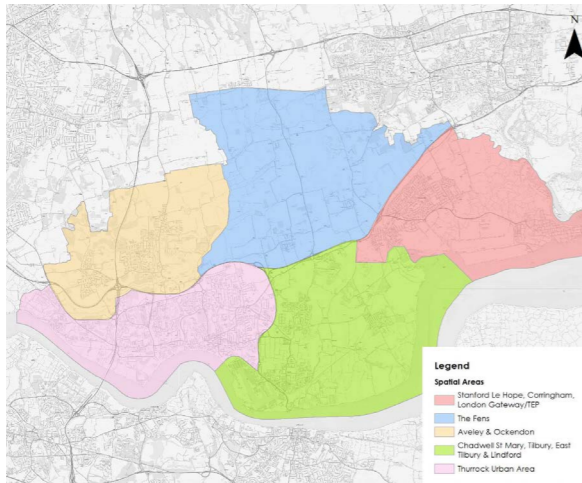 N
Legend
Spatial Areas
Stanford Le Hope, Corringham,
London Gateway/TEP
The Fens
Aveley & Ockendon
Chadwell St Mary, Tilbury, East
Tilbury & Lindford
Thurrock Urban Area